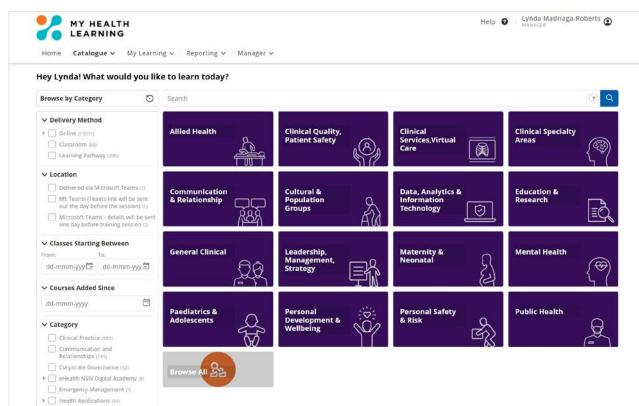 MY HEALTH
LEARNING
Help
Lynda Madriaga-Roberts
MANAGER
Home
Catalogue
My Learning
Reporting
Manager
Hey Lynda! What would you like to learn today?
Browse by Category
Search
?
Delivery Method
Online
Classroom
Learning Pathway
Location
Delivered via Microsoft Teams (1)
MS Teams (Teams link will be sent
out the day before the session) (1)
Microsoft Teams - details will be sent
one day before training session (2)
Classes Starting Between
From:
To:
dd-mmm-yyy
dd-mmm-yyy
Courses Added Since
dd-mmm-yyyy
Category
Clinical Practice
Communication and
Relationships
Corporate Governance
eHealth NSW Digital Academy
Emergency Management (1)
Health Applications
Allied Health
Clinical Quality,
Patient Safety
Clinical
Services,Virtual
Care
Clinical Specialty
Areas
Communication
& Relationship
Cultural &
Population
Groups
Data, Analytics &
Information
Technology
Education &
Research
General Clinical
Leadership,
Management,
Strategy
Maternity &
Neonatal
Mental Health
Paediatrics &
Adolescents
Personal
Development &
Wellbeing
Personal Safety
& Risk
Public Health
Browse All